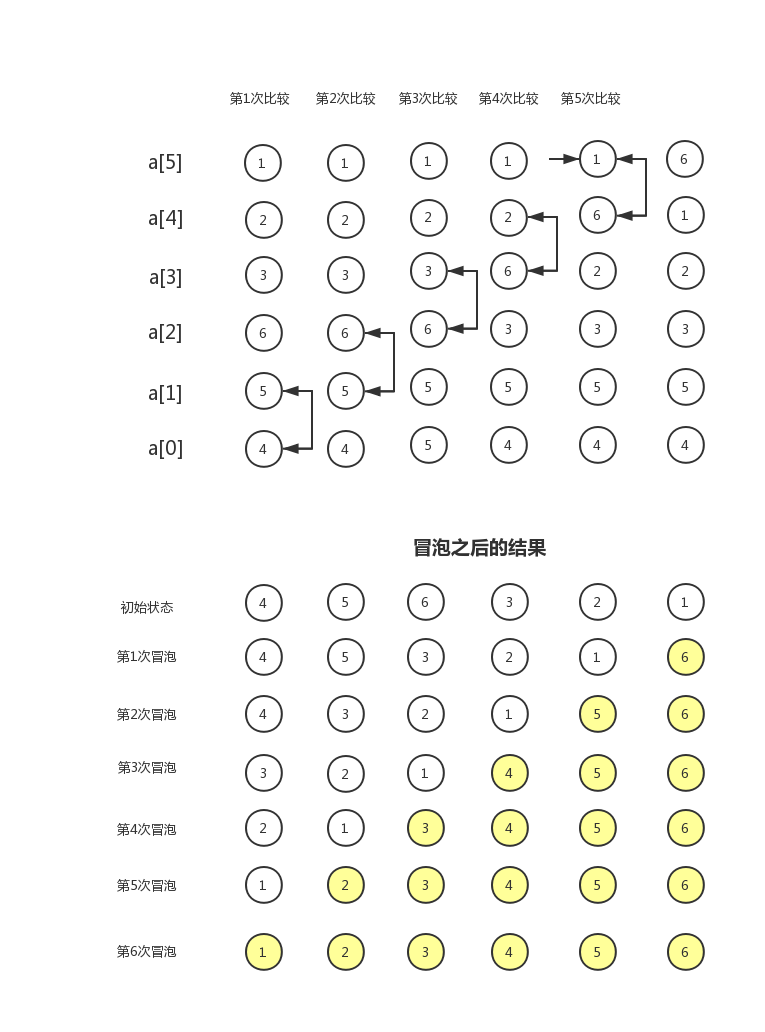 第1次比较 第2次比较 第3次比较 第4次比较 第5次比较
a[5] 1 1 1 1 1 6
a[4] 2 2 2 2 6 1
a[3] 3 3 3 6 2 2
a[2] 6 6 6 3 3 3
a[1] 5 5 5 5 5 5
a[0] 4 4 5 4 4 4
冒泡之后的结果
初始状态 4 5 6 3 2 1
第1次冒泡 4 5 3 2 1 6
第2次冒泡 4 3 2 1 5 6
第3次冒泡 3 2 1 4 5 6
第4次冒泡 2 1 3 4 5 6
第5次冒泡 1 2 3 4 5 6
第6次冒泡 1 2 3 4 5 6